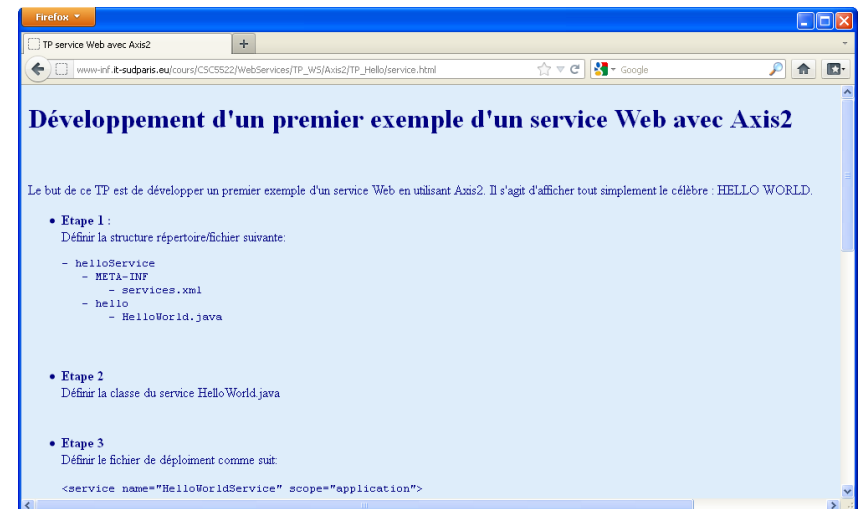 Firefox
TP service Web avec Axis2
www-inf.it-sudparis.eu/cours/CSC5522/WebServices/TP_WS/Axis2/TP_Hello/service.html
Google
Développement d'un premier exemple d'un service Web avec Axis2
Le but de ce TP est de développer un premier exemple d'un service Web en utilisant Axis2. Il s'agit d'afficher tout simplement le célèbre : HELLO WORLD.
• Etape 1 :
Définir la structure répertoire/fichier suivante:
- helloService
- META-INF
- services.xml
- hello
- HelloWorld.java
• Etape 2
Définir la classe du service HelloWorld.java
• Etape 3
Définir le fichier de déploiment comme suit:
<service name="HelloWorldService" scope="application">